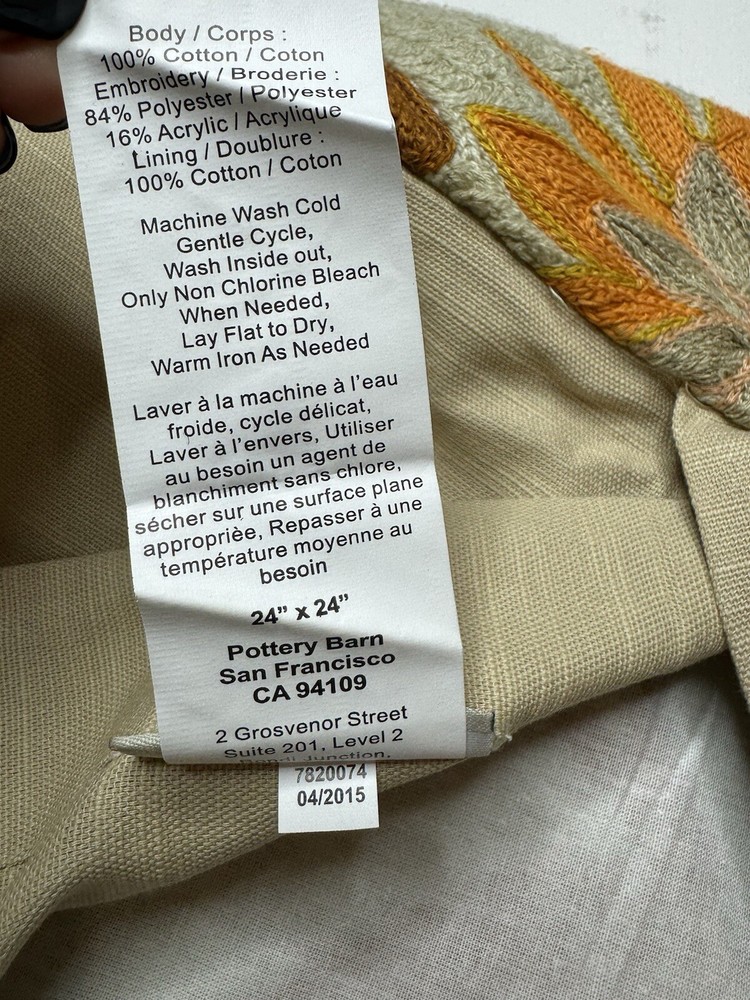 Body / Corps :
100% Cotton / Coton
Embroidery / Broderie :
84% Polyester / Polyester
16% Acrylic / Acrylique
Lining / Doublure :
100% Cotton / Coton
Machine Wash Cold
Gentle Cycle,
Wash Inside out,
Only Non Chlorine Bleach
When Needed,
Lay Flat to Dry,
Warm Iron As Needed
Laver à la machine à l'eau
froide, cycle délicat,
Laver à l'envers, Utiliser
au besoin un agent de
blanchiment sans chlore,
sécher sur une surface plane
approprièe, Repasser à une
température moyenne au
besoin
24" x 24"
Pottery Barn
San Francisco
CA 94109
2 Grosvenor Street
Suite 201, Level 2
Bondi Junction,
7820074
04/2015